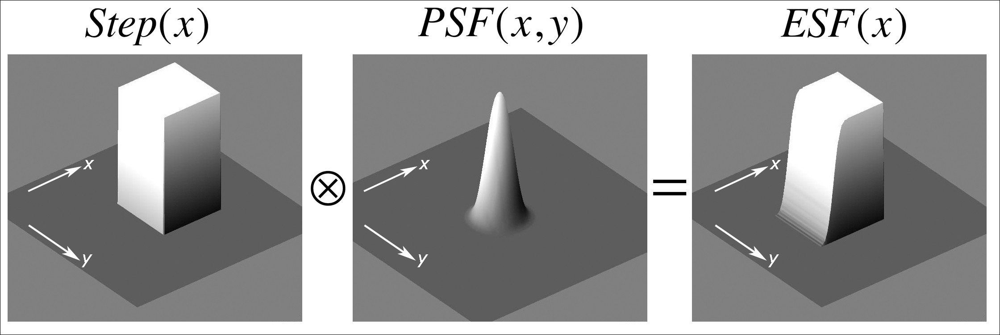 Step(x) PSF(x,y) ESF(x)
x x x
⊗ =
y y y